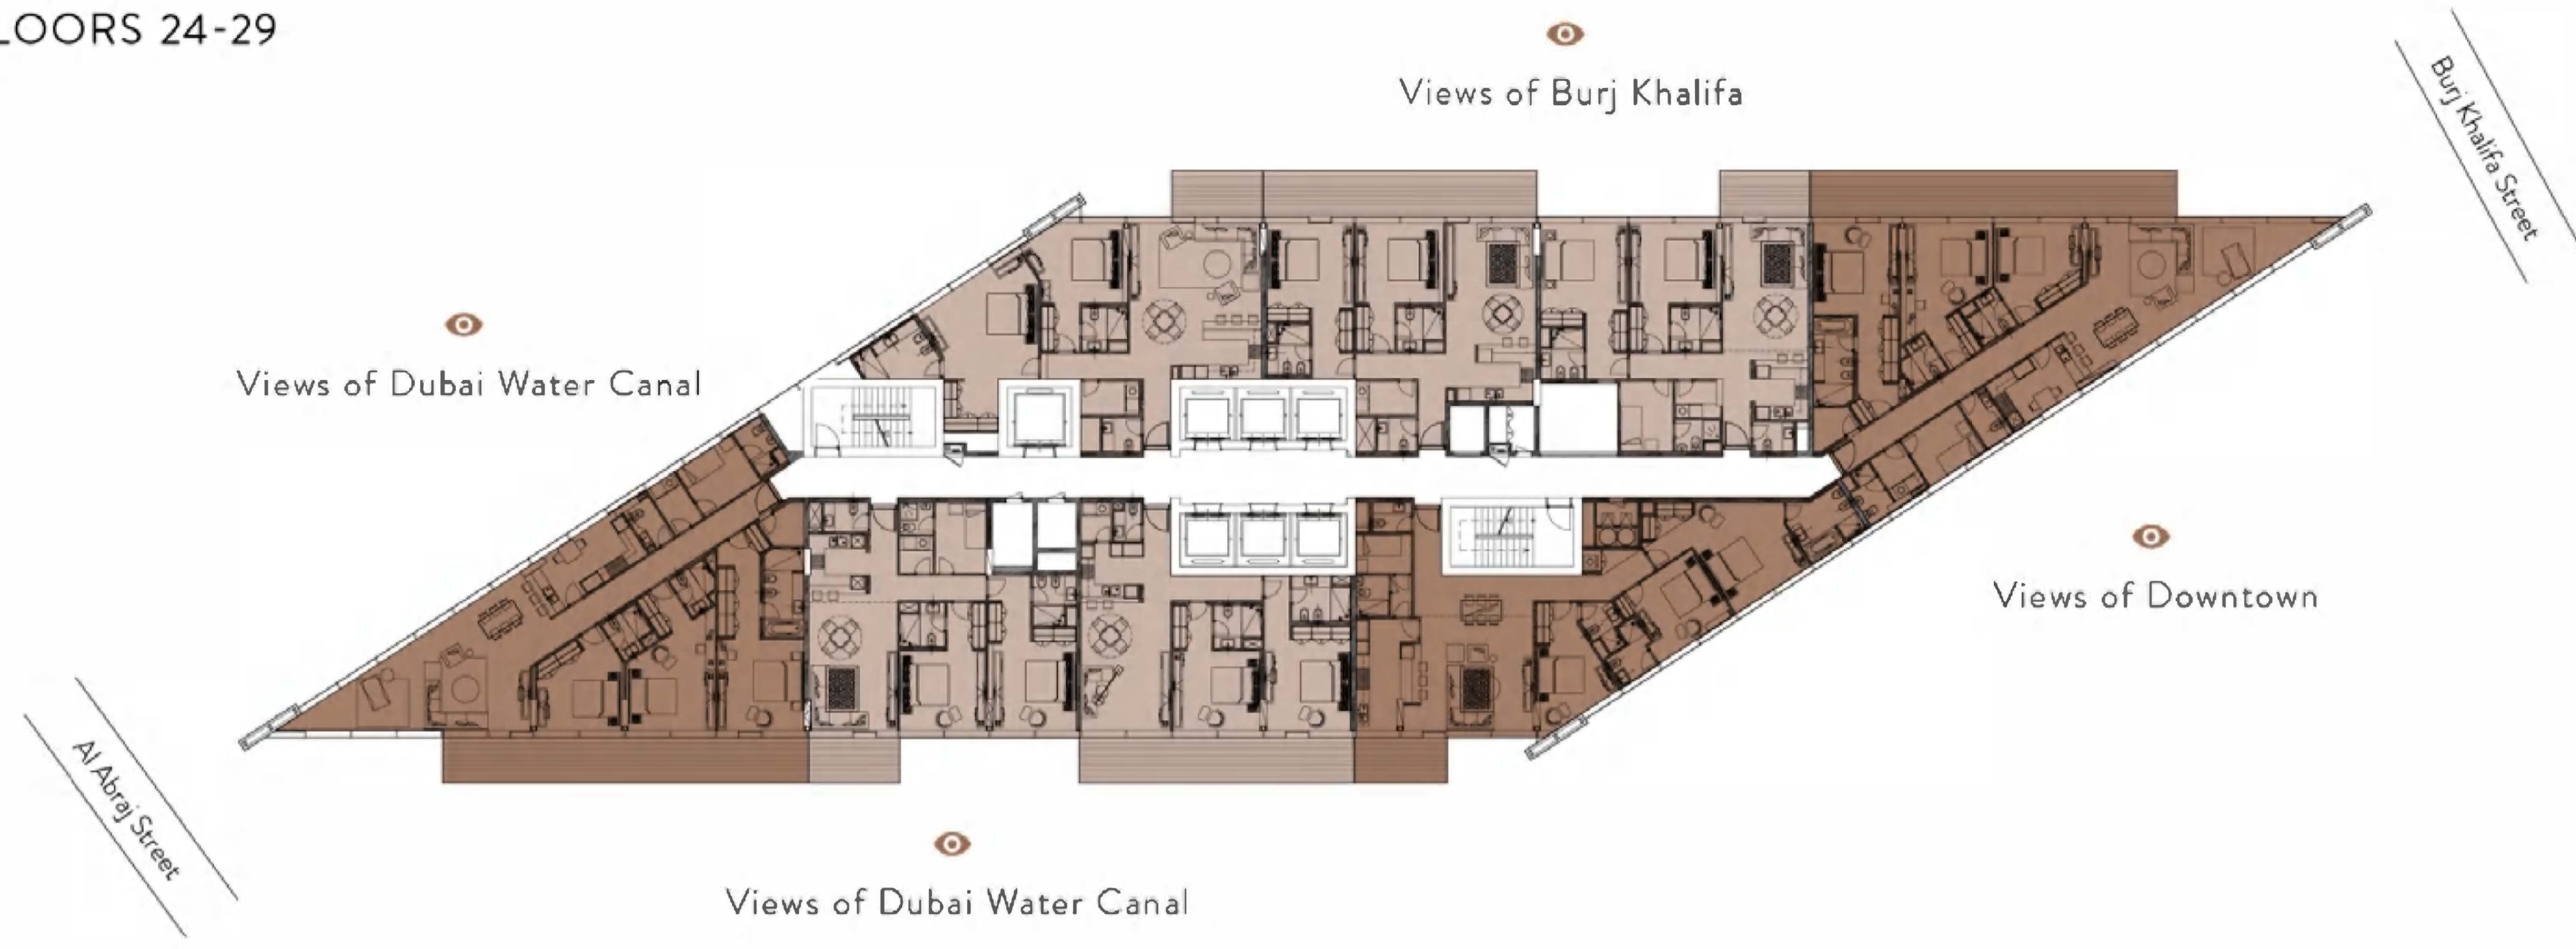 LOORS 24-29
Views of Burj Khalifa
Burj Khalifa Street
Views of Dubai Water Canal
Views of Downtown
Al Abraj Street
Views of Dubai Water Canal